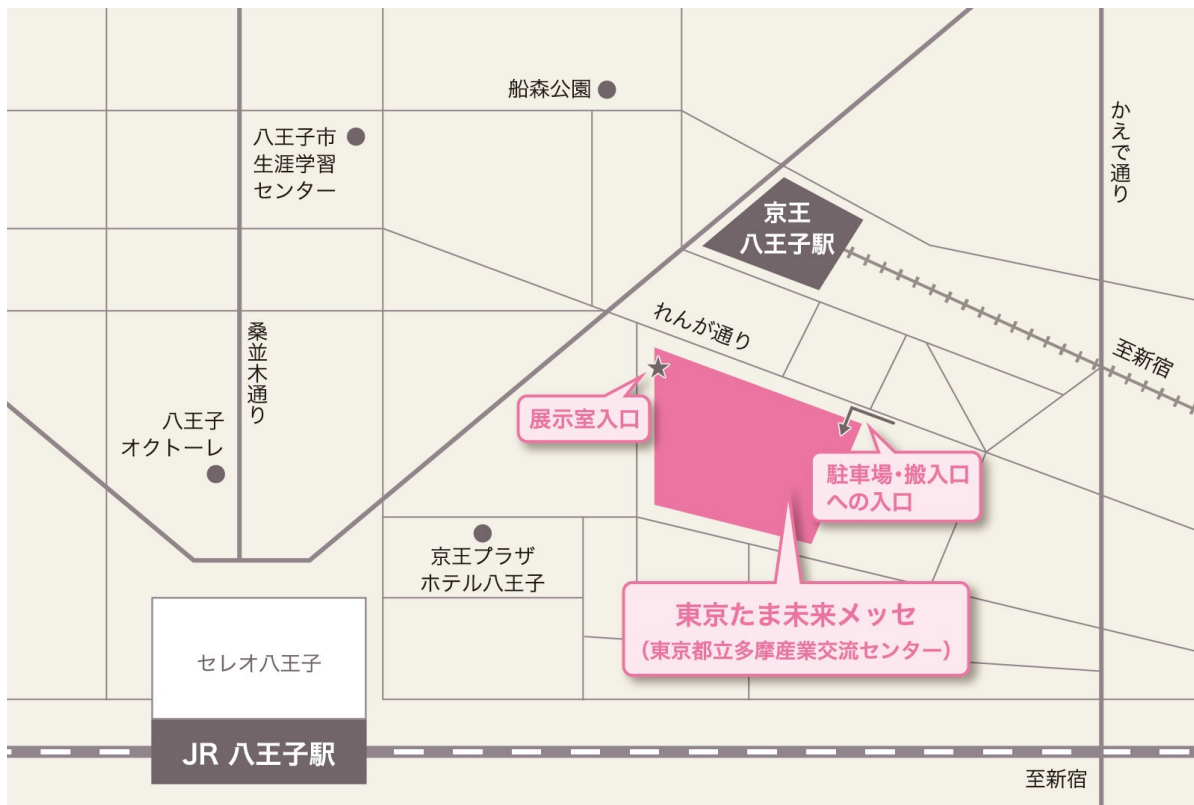 船森公園
八王子市
生涯学習
センター
かえで通り
京王
八王子駅
れんが通り
至新宿
桑並木通り
展示室入口
八王子
オクトーレ
駐車場・搬入口
への入口
京王プラザ
ホテル八王子
東京たま未来メッセ
（東京都立多摩産業交流センター）
セレオ八王子
JR 八王子駅
至新宿